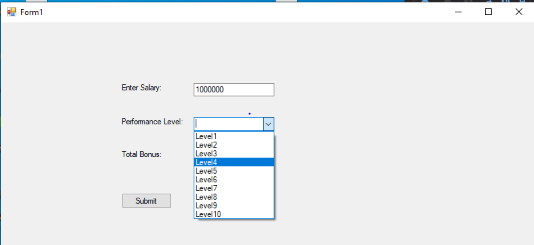 Form1
Enter Salary: 1000000
Performance Level:
Level1
Level2
Level3
Level4
Total Bonus:
Level5
Level6
Level7
Level8
Submit
Level9
Level10